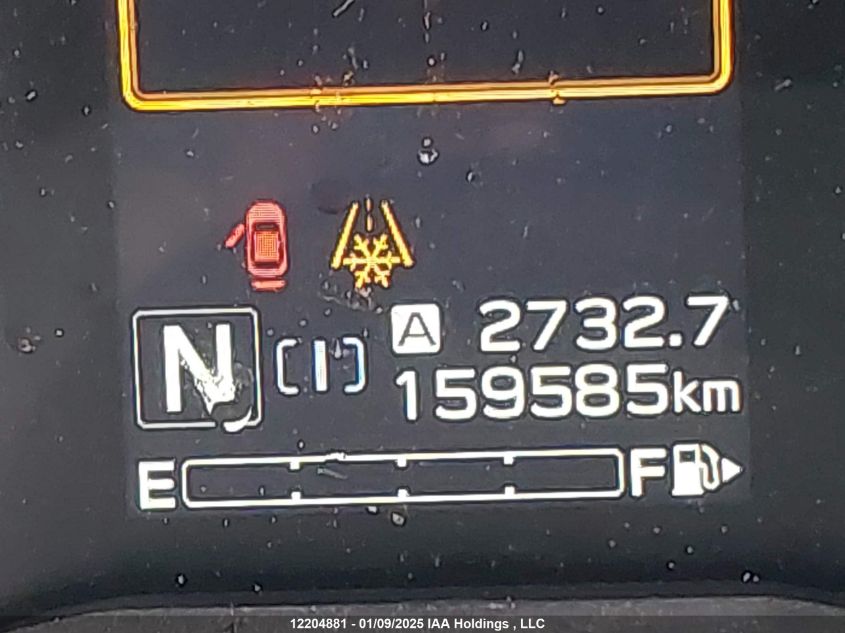 A 2732.7
N [I] 159585km
E F
12204881 - 01/09/2025 IAA Holdings , LLC